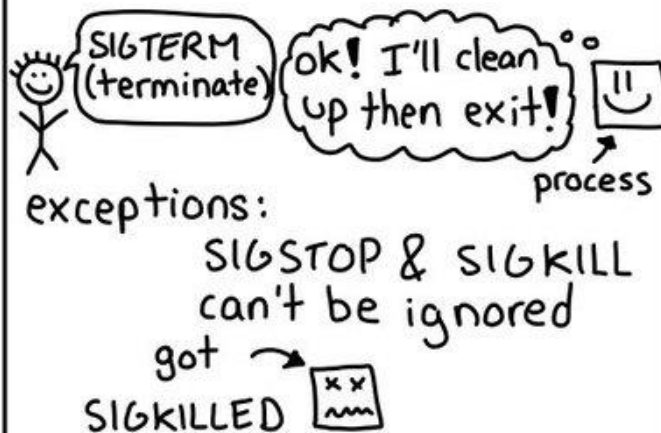 SIGTERM
(terminate)
ok! I'll clean
up then exit!
process
exceptions:
SIGSTOP & SIGKILL
can't be ignored
got
SIGKILLED